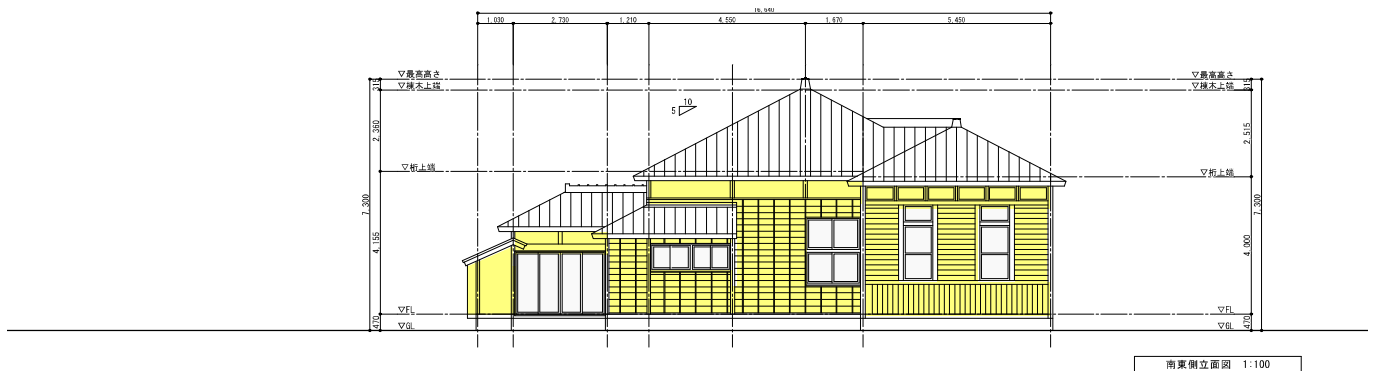 16,640
1,030 2,730 1,210 4,550 1,670 5,450
▽最高高さ ▽最高高さ
315 315
▽棟木上端 ▽棟木上端
10
5
2,360 2,515
▽桁上端 ▽桁上端
7,300 7,300
4,155 4,000
▽FL ▽FL
470 470
▽GL ▽GL
南東側立面図 1:100